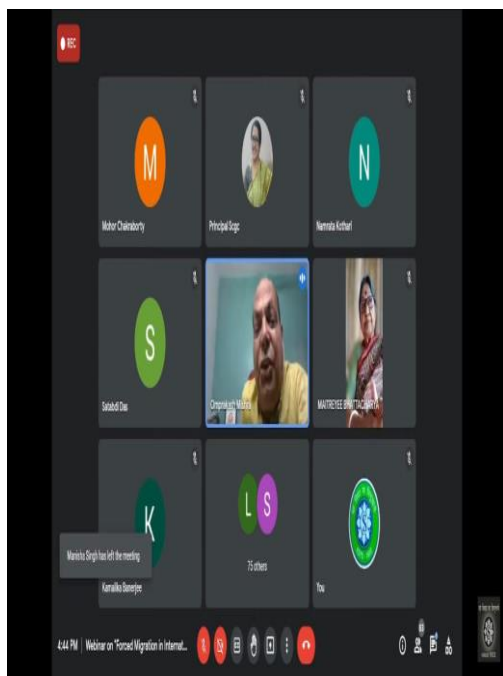 REC
M
Mohor Chakraborty
Principal Scgc
N
Namrata Kothari
S
Satabdi Das
Omprakash Mishra
MAITREYEE BHATTACHARYA
K
Kamalika Banerjee
Manisha Singh has left the meeting
L S
75 others
You
4:44 PM | Webinar on "Forced Migration in Internat...